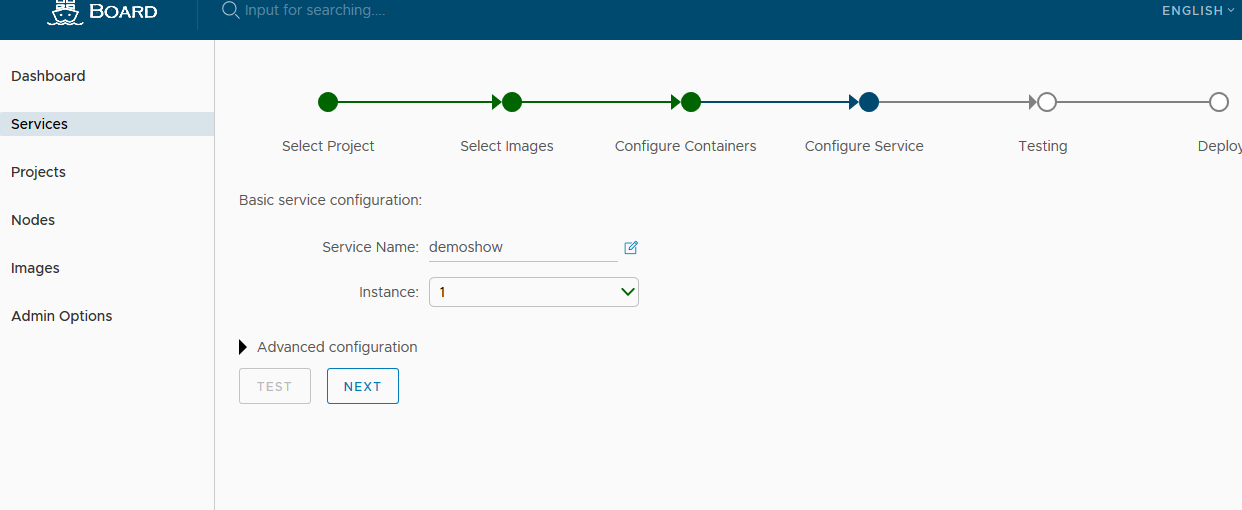 BOARD
Input for searching....
ENGLISH
Dashboard
Services
Projects
Nodes
Images
Admin Options
Select Project
Select Images
Configure Containers
Configure Service
Testing
Deploy
Basic service configuration:
Service Name: demoshow
Instance: 1
Advanced configuration
TEST NEXT